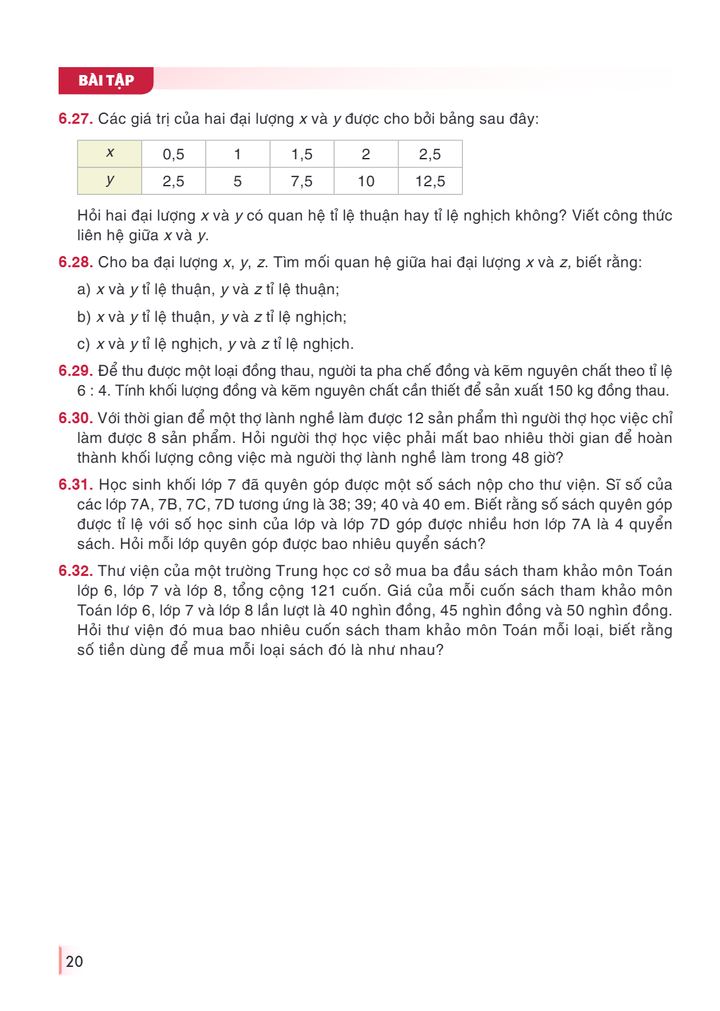 BÀI TẬP
6.27. Các giá trị của hai đại lượng x và y được cho bởi bảng sau đây:
x 0,5 1 1,5 2 2,5
y 2,5 5 7,5 10 12,5
Hỏi hai đại lượng x và y có quan hệ tỉ lệ thuận hay tỉ lệ nghịch không? Viết công thức
liên hệ giữa x và y.
6.28. Cho ba đại lượng x, y, z. Tìm mối quan hệ giữa hai đại lượng x và z, biết rằng:
a) x và y tỉ lệ thuận, y và z tỉ lệ thuận;
b) x và y tỉ lệ thuận, y và z tỉ lệ nghịch;
c) x và y tỉ lệ nghịch, y và z tỉ lệ nghịch.
6.29. Để thu được một loại đồng thau, người ta pha chế đồng và kẽm nguyên chất theo tỉ lệ
6 : 4. Tính khối lượng đồng và kẽm nguyên chất cần thiết để sản xuất 150 kg đồng thau.
6.30. Với thời gian để một thợ lành nghề làm được 12 sản phẩm thì người thợ học việc chỉ
làm được 8 sản phẩm. Hỏi người thợ học việc phải mất bao nhiêu thời gian để hoàn
thành khối lượng công việc mà người thợ lành nghề làm trong 48 giờ?
6.31. Học sinh khối lớp 7 đã quyên góp được một số sách nộp cho thư viện. Sĩ số của
các lớp 7A, 7B, 7C, 7D tương ứng là 38; 39; 40 và 40 em. Biết rằng số sách quyên góp
được tỉ lệ với số học sinh của lớp và lớp 7D góp được nhiều hơn lớp 7A là 4 quyển
sách. Hỏi mỗi lớp quyên góp được bao nhiêu quyển sách?
6.32. Thư viện của một trường Trung học cơ sở mua ba đầu sách tham khảo môn Toán
lớp 6, lớp 7 và lớp 8, tổng cộng 121 cuốn. Giá của mỗi cuốn sách tham khảo môn
Toán lớp 6, lớp 7 và lớp 8 lần lượt là 40 nghìn đồng, 45 nghìn đồng và 50 nghìn đồng.
Hỏi thư viện đó mua bao nhiêu cuốn sách tham khảo môn Toán mỗi loại, biết rằng
số tiền dùng để mua mỗi loại sách đó là như nhau?
20